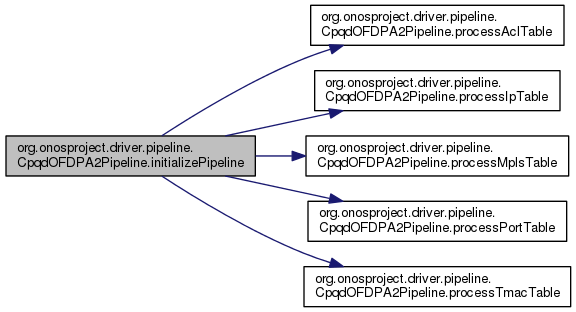 org.onosproject.driver.pipeline.
CpqdOFDPA2Pipeline.processAclTable
org.onosproject.driver.pipeline.
CpqdOFDPA2Pipeline.processIpTable
org.onosproject.driver.pipeline.
CpqdOFDPA2Pipeline.initializePipeline
org.onosproject.driver.pipeline.
CpqdOFDPA2Pipeline.processMplsTable
org.onosproject.driver.pipeline.
CpqdOFDPA2Pipeline.processPortTable
org.onosproject.driver.pipeline.
CpqdOFDPA2Pipeline.processTmacTable